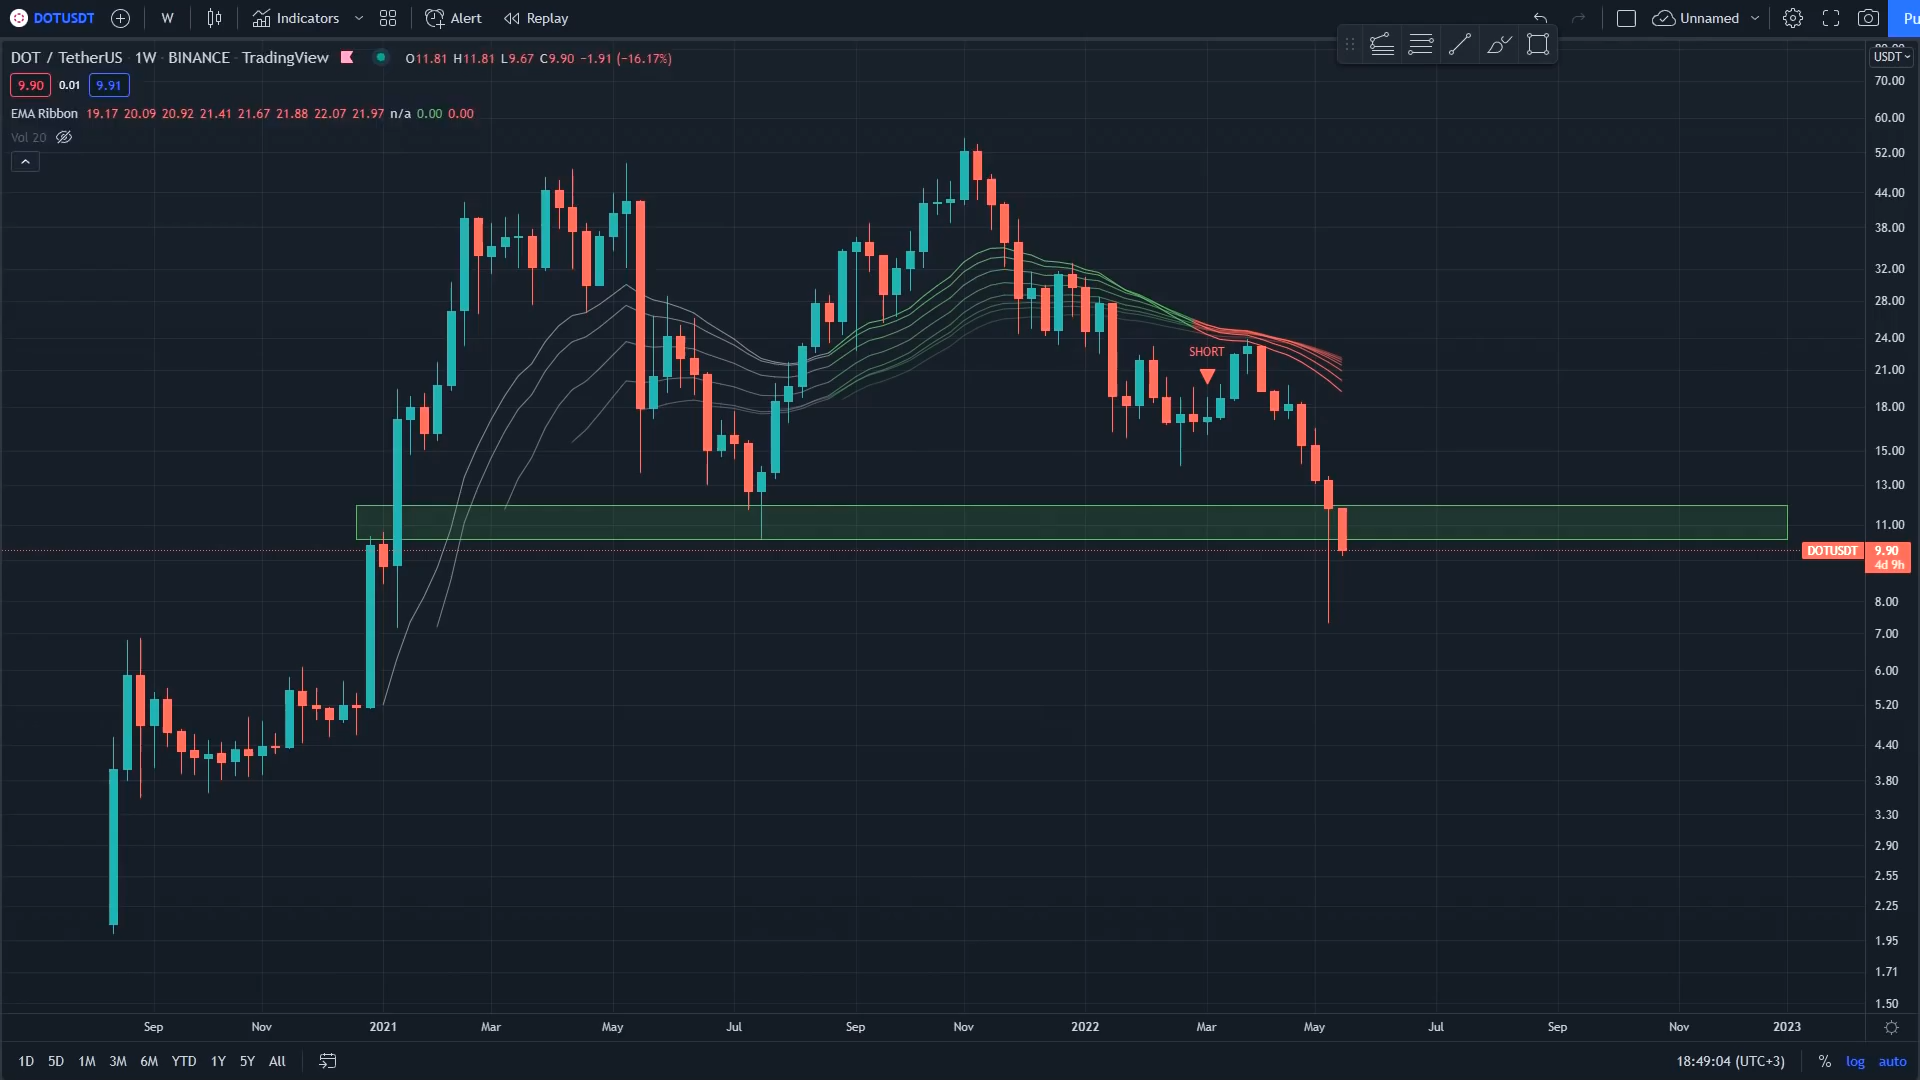 DOTUSDT W Indicators Alert Replay Unnamed Pu
DOT / TetherUS · 1W · BINANCE · TradingView O11.81 H11.81 L9.67 C9.90 −1.91 (−16.17%)
9.90 0.01 9.91
EMA Ribbon 19.17 20.09 20.92 21.41 21.67 21.88 22.07 21.97 n/a 0.00 0.00
Vol 20
USDT
80.00
70.00
60.00
52.00
44.00
38.00
32.00
28.00
24.00
SHORT
21.00
18.00
15.00
13.00
11.00
DOTUSDT 9.90
4d 9h
8.00
7.00
6.00
5.20
4.40
3.80
3.30
2.90
2.55
2.25
1.95
1.71
1.50
Sep Nov 2021 Mar May Jul Sep Nov 2022 Mar May Jul Sep Nov 2023
1D 5D 1M 3M 6M YTD 1Y 5Y All 18:49:04 (UTC+3) % log auto